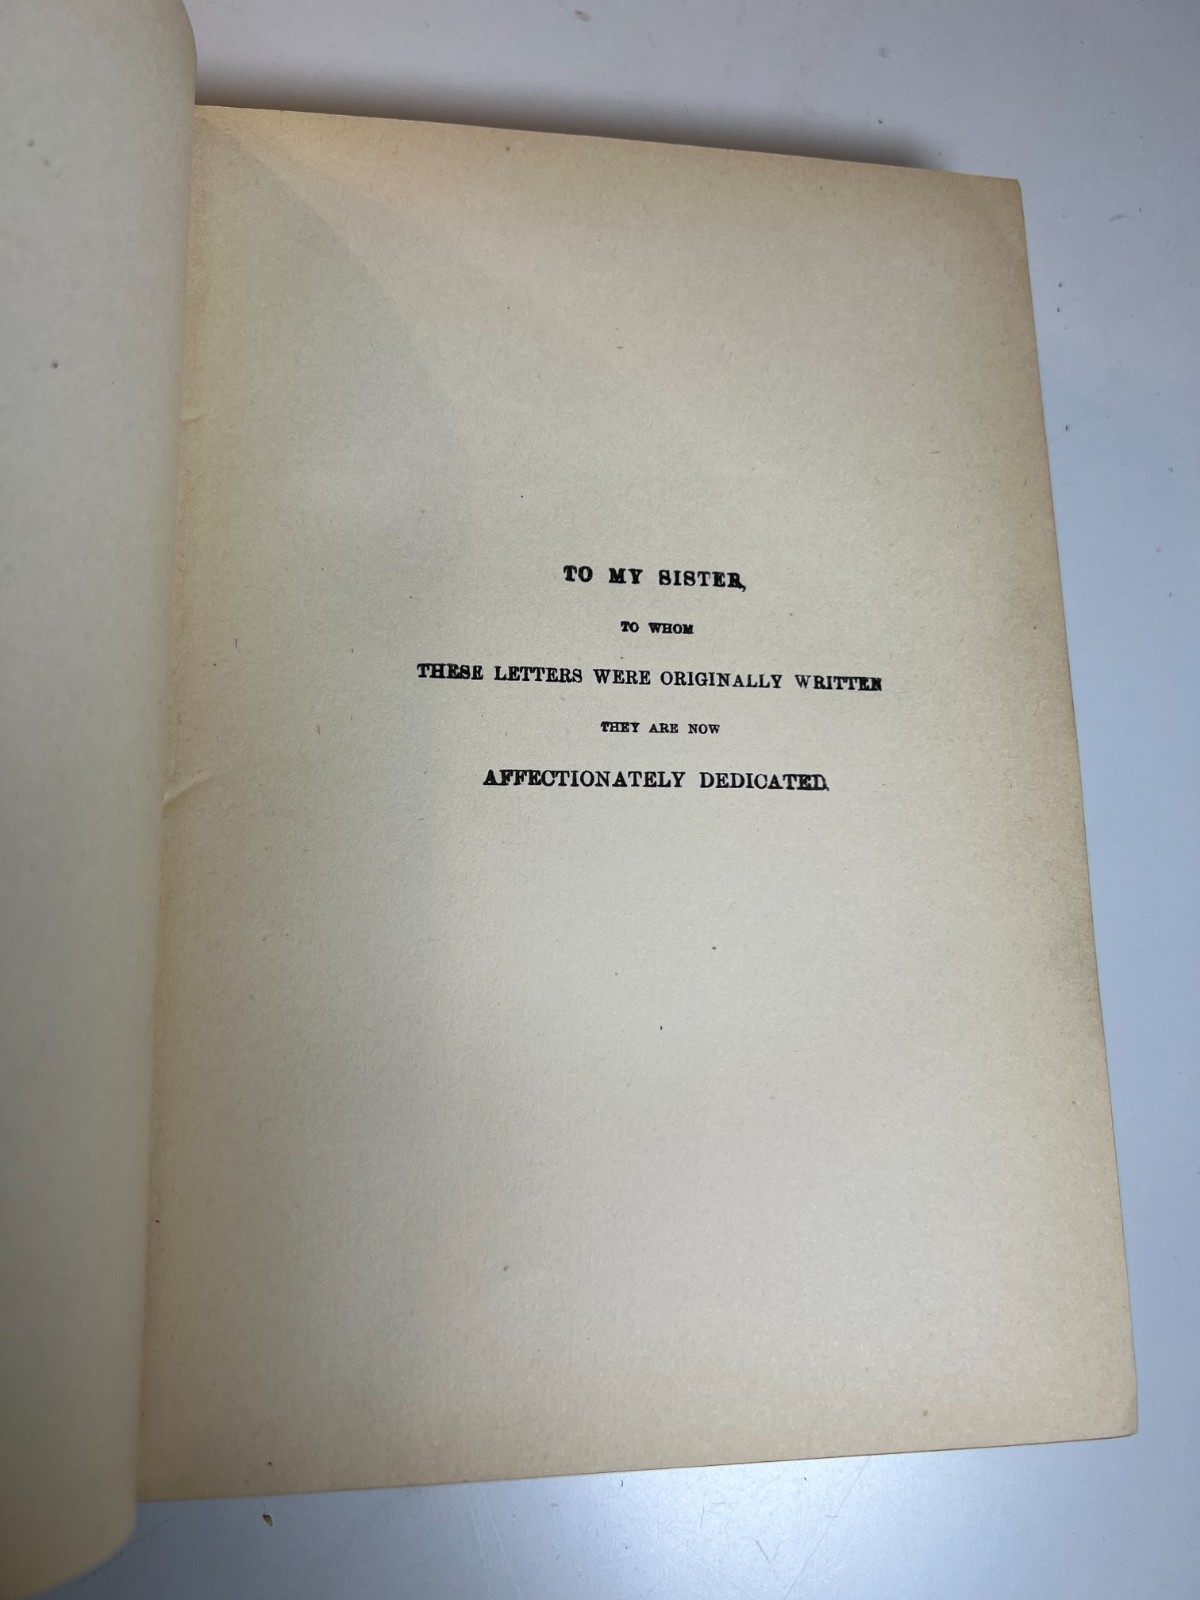 TO MY SISTER,
TO WHOM
THESE LETTERS WERE ORIGINALLY WRITTEN
THEY ARE NOW
AFFECTIONATELY DEDICATED.